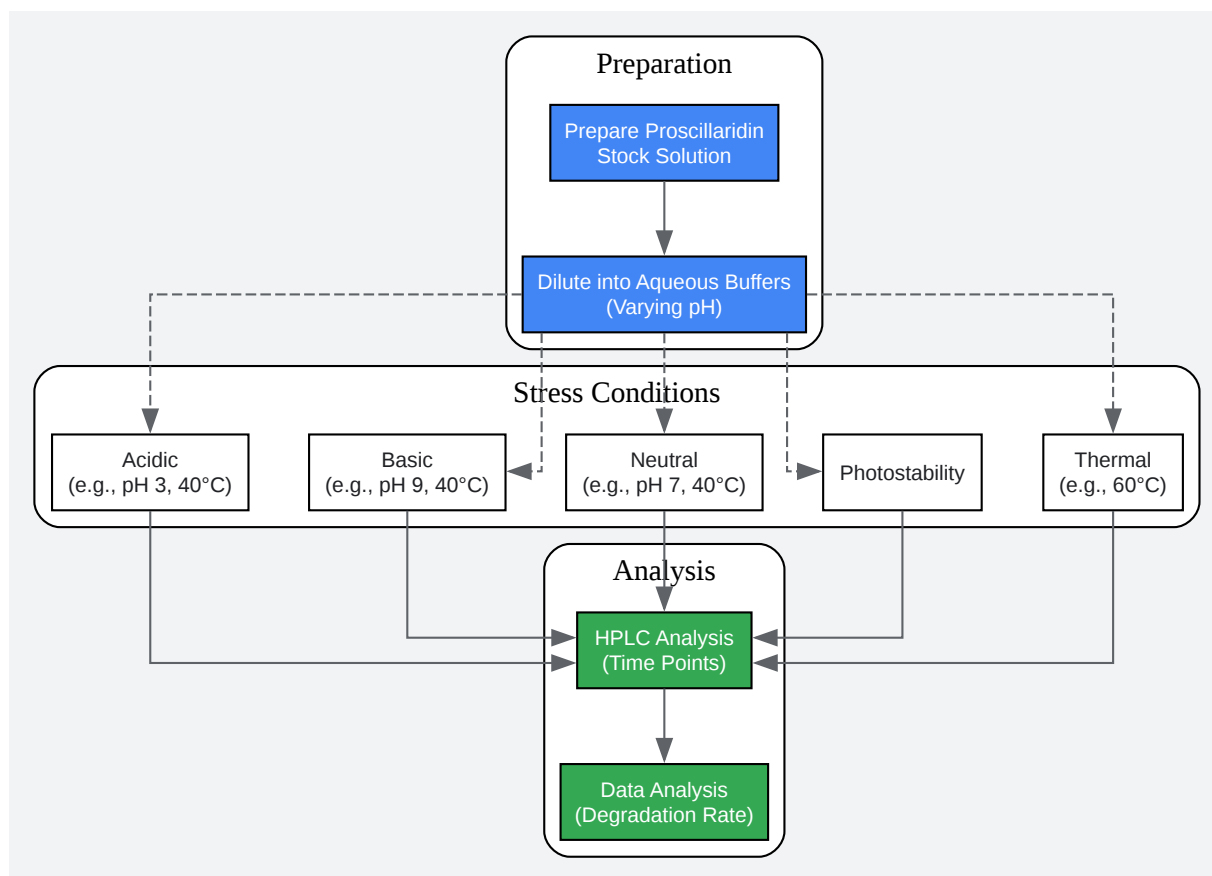 Preparation
Prepare Proscillaridin
Stock Solution
Dilute into Aqueous Buffers
(Varying pH)
Stress Conditions
Acidic
(e.g., pH 3, 40°C)
Basic
(e.g., pH 9, 40°C)
Neutral
(e.g., pH 7, 40°C)
Photostability
Thermal
(e.g., 60°C)
Analysis
HPLC Analysis
(Time Points)
Data Analysis
(Degradation Rate)